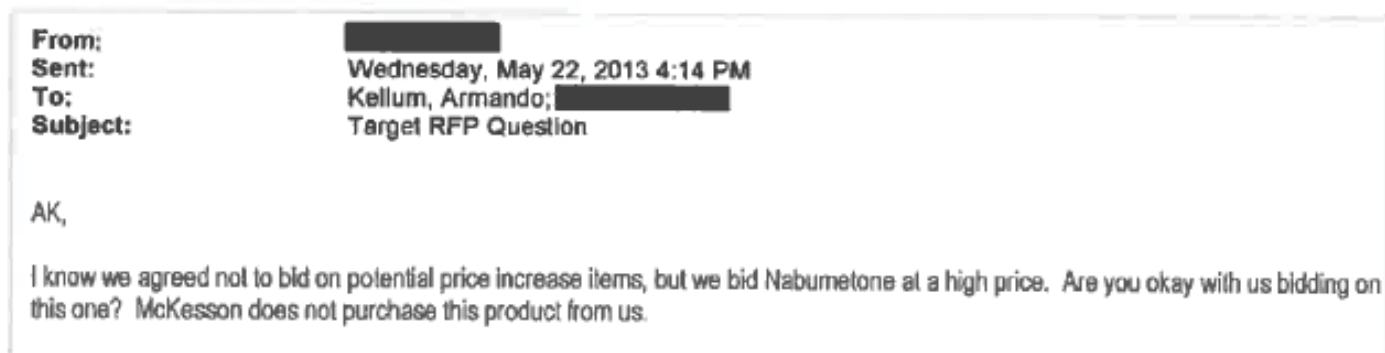 From:
Sent: Wednesday, May 22, 2013 4:14 PM
To: Kellum, Armando;
Subject: Target RFP Question
AK,
I know we agreed not to bid on potential price increase items, but we bid Nabumetone at a high price. Are you okay with us bidding on
this one? McKesson does not purchase this product from us.